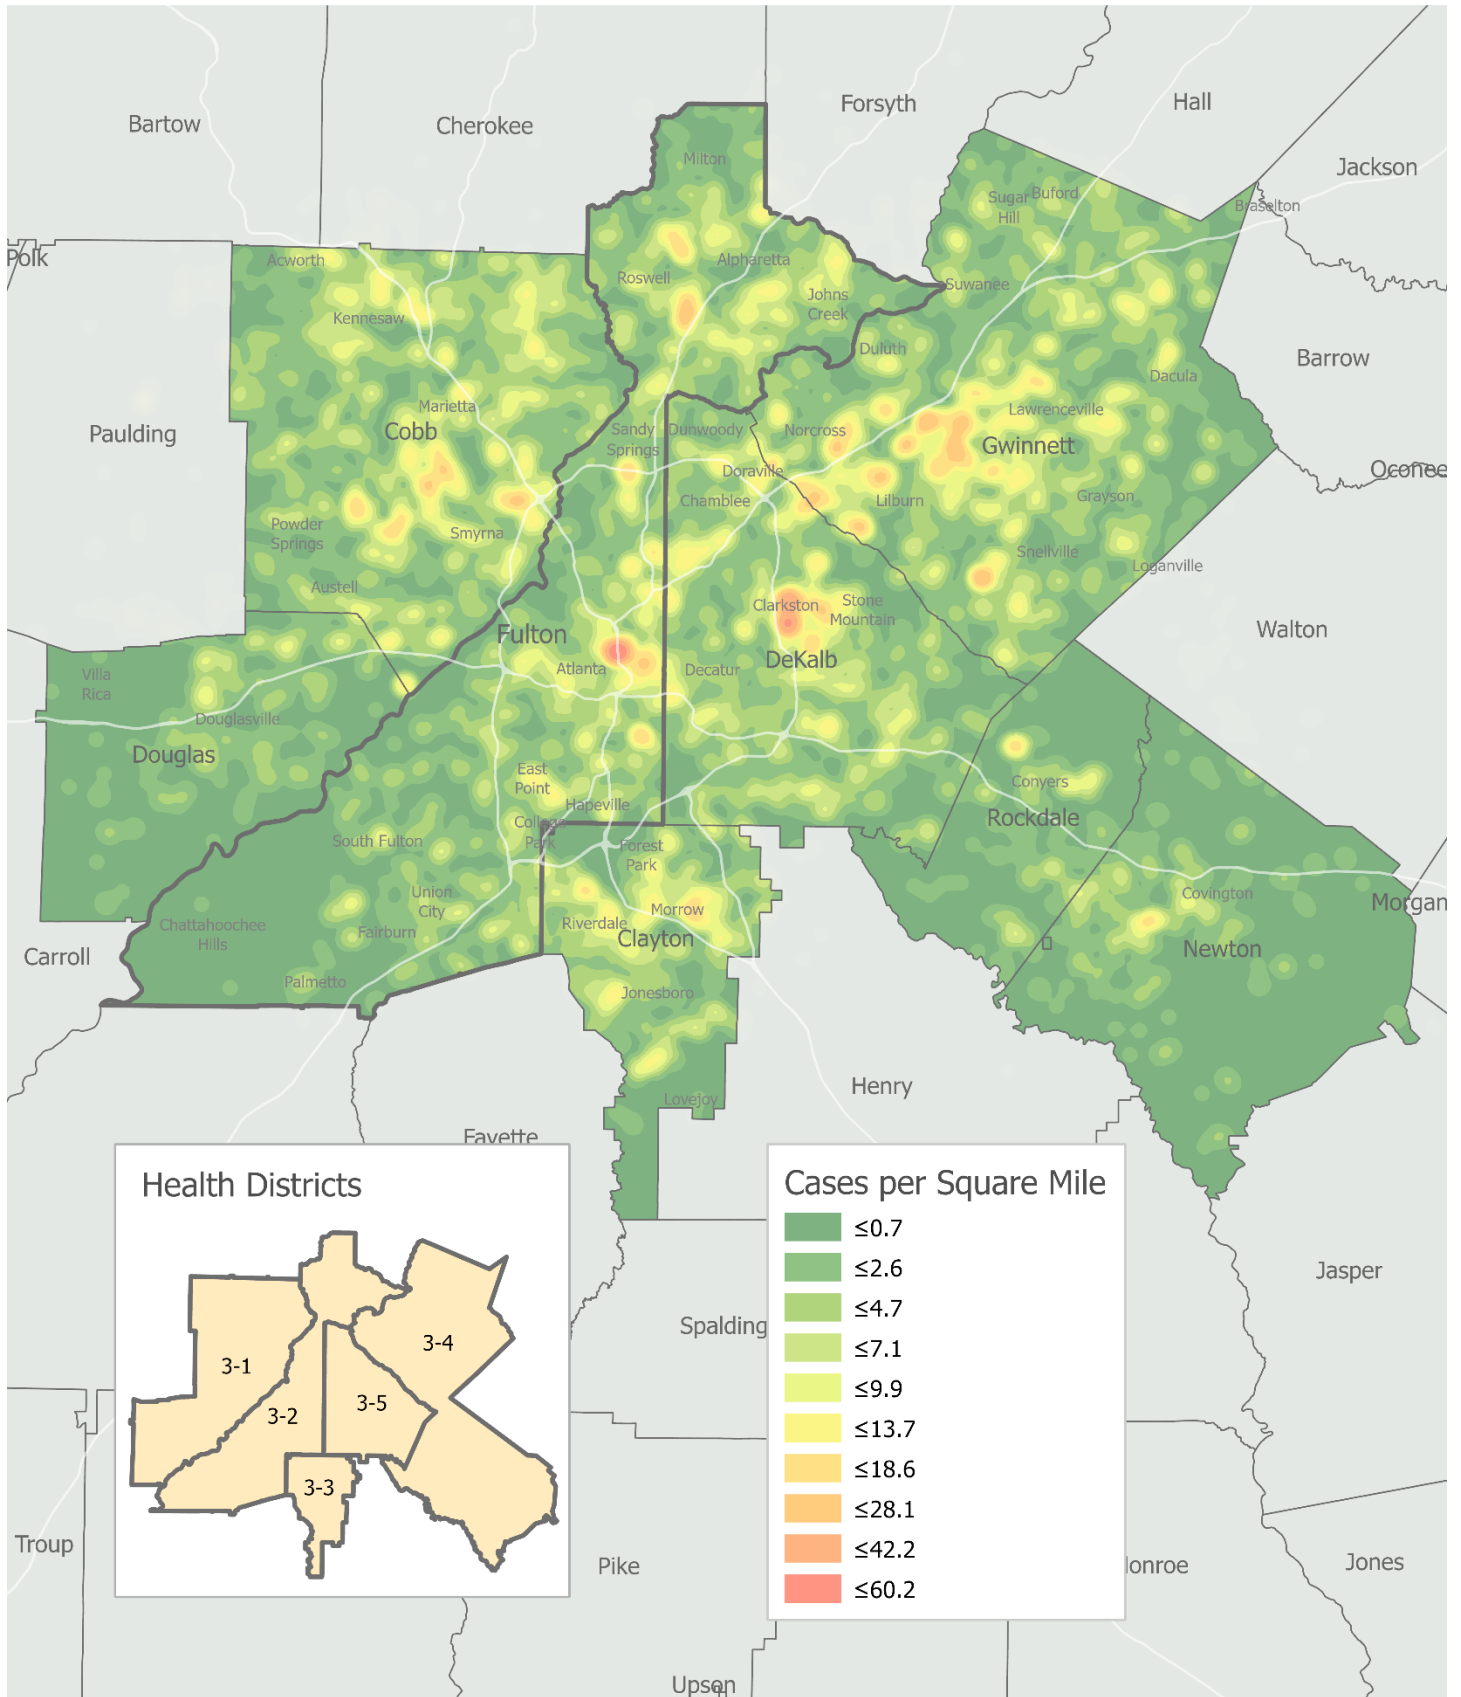 Forsyth
Hall
Bartow
Cherokee
Jackson
Milton
Sugar
Hill
Buford
Braselton
Polk
Acworth
Alpharetta
Roswell
Suwanee
Johns
Creek
Kennesaw
Duluth
Barrow
Dacula
Marietta
Lawrenceville
Paulding
Cobb
Sandy
Springs
Dunwoody
Norcross
Gwinnett
Doraville
Oconee
Chamblee
Lilburn
Grayson
Powder
Springs
Smyrna
Snellville
Loganville
Austell
Clarkston
Stone
Mountain
Fulton
Walton
DeKalb
Atlanta
Decatur
Villa
Rica
Douglasville
Douglas
East
Point
Conyers
Hapeville
Rockdale
College
Park
South Fulton
Forest
Park
Union
City
Covington
Morgan
Riverdale
Morrow
Chattahoochee
Hills
Fairburn
Clayton
Newton
Carroll
Palmetto
Jonesboro
Henry
Lovejoy
Fayette
Health Districts
3-1
3-2
3-3
3-4
3-5
Cases per Square Mile
≤0.7
≤2.6
≤4.7
≤7.1
≤9.9
≤13.7
≤18.6
≤28.1
≤42.2
≤60.2
Jasper
Spalding
Troup
Pike
onroe
Jones
Upson